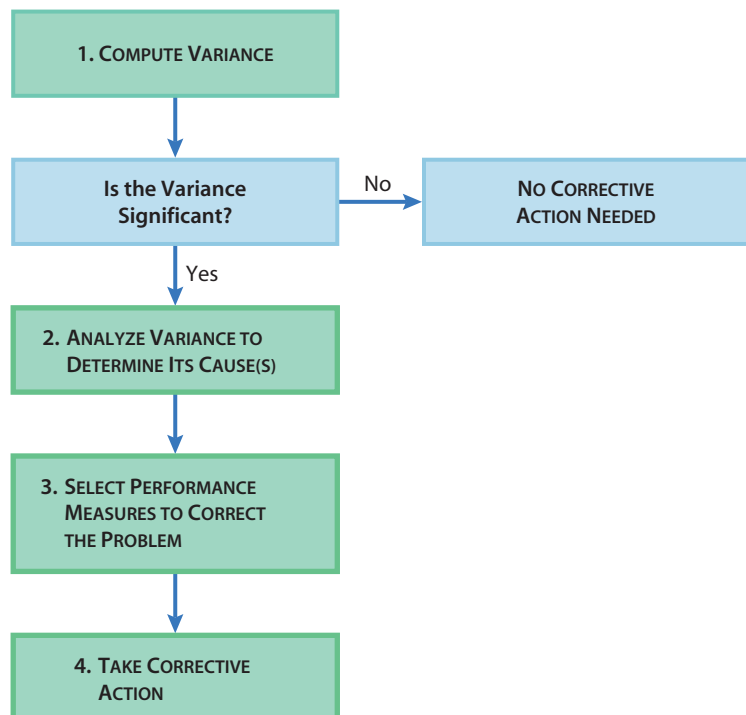 1. COMPUTE VARIANCE
Is the Variance
Significant?
No
NO CORRECTIVE
ACTION NEEDED
Yes
2. ANALYZE VARIANCE TO
DETERMINE ITS CAUSE(S)
3. SELECT PERFORMANCE
MEASURES TO CORRECT
THE PROBLEM
4. TAKE CORRECTIVE
ACTION